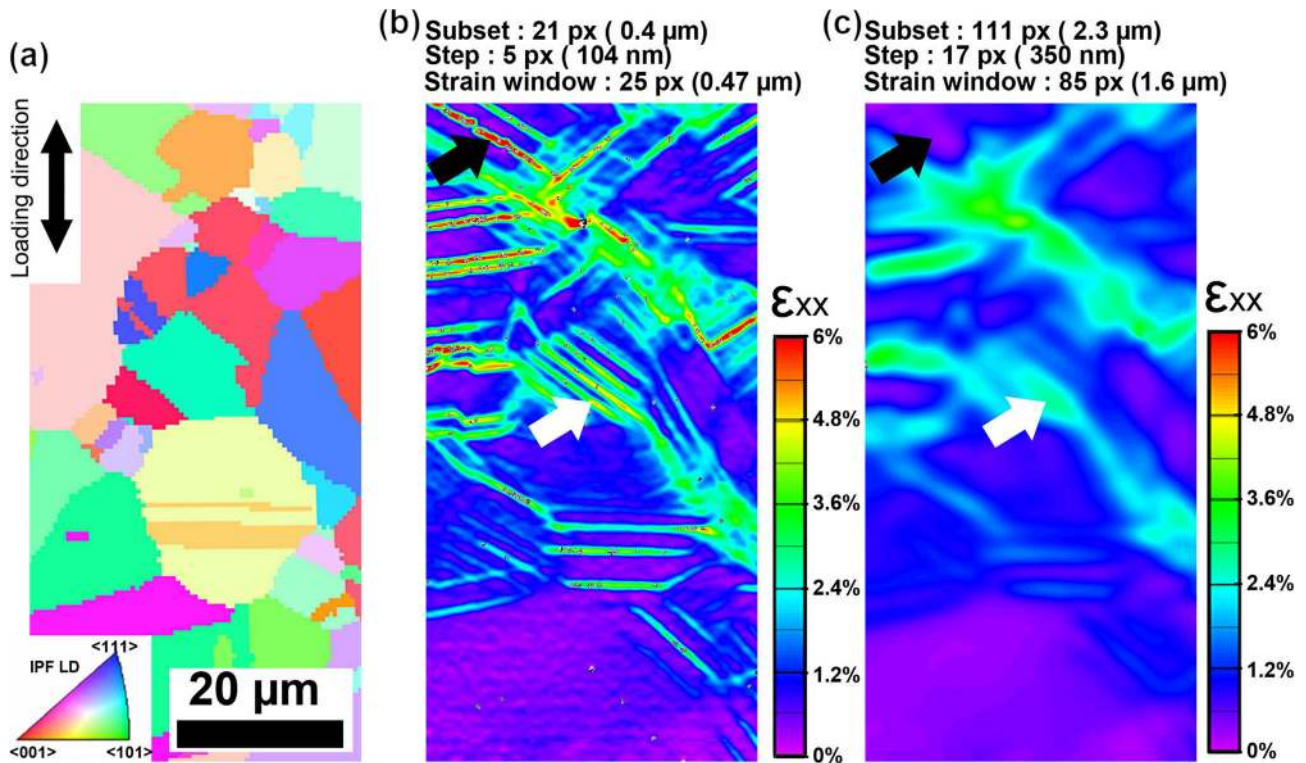 (a)
Loading direction
IPF LD
<111>
<001>
<101>
20 µm
(b)
Subset : 21 px ( 0.4 µm)
Step : 5 px ( 104 nm)
Strain window : 25 px (0.47 µm)
εxx
6%
4.8%
3.6%
2.4%
1.2%
0%
(c)
Subset : 111 px ( 2.3 µm)
Step : 17 px ( 350 nm)
Strain window : 85 px (1.6 µm)
εxx
6%
4.8%
3.6%
2.4%
1.2%
0%